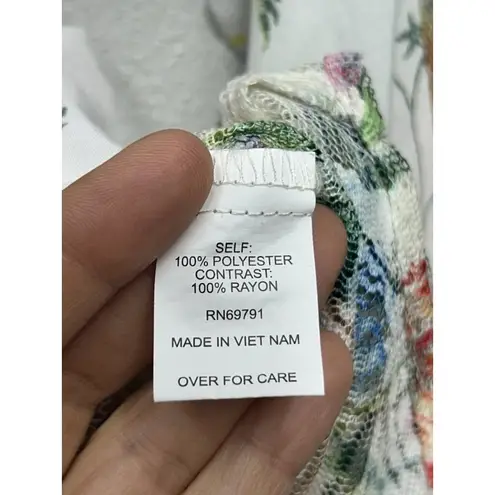 SELF:
100% POLYESTER
CONTRAST:
100% RAYON
RN69791
MADE IN VIET NAM
OVER FOR CARE